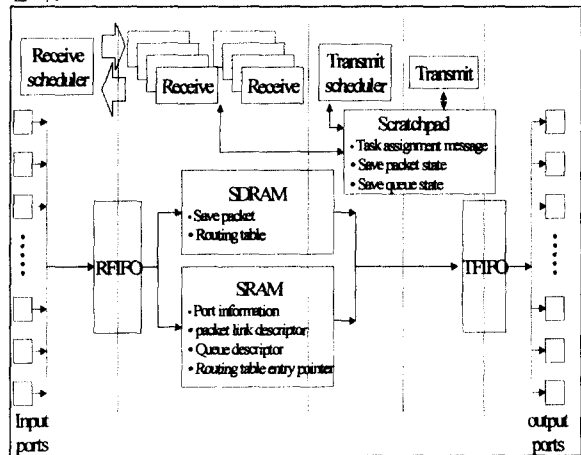 Receive
scheduler
Receive
Receive
Transmit
scheduler
Transmit
Scratchpad
• Task assignment message
• Save packet state
• Save queue state
SDRAM
• Save packet
• Routing table
RFIFO
TFIFO
SRAM
• Port information
• packet link descriptor
• Queue descriptor
• Routing table entry pointer
Input
ports
output
ports